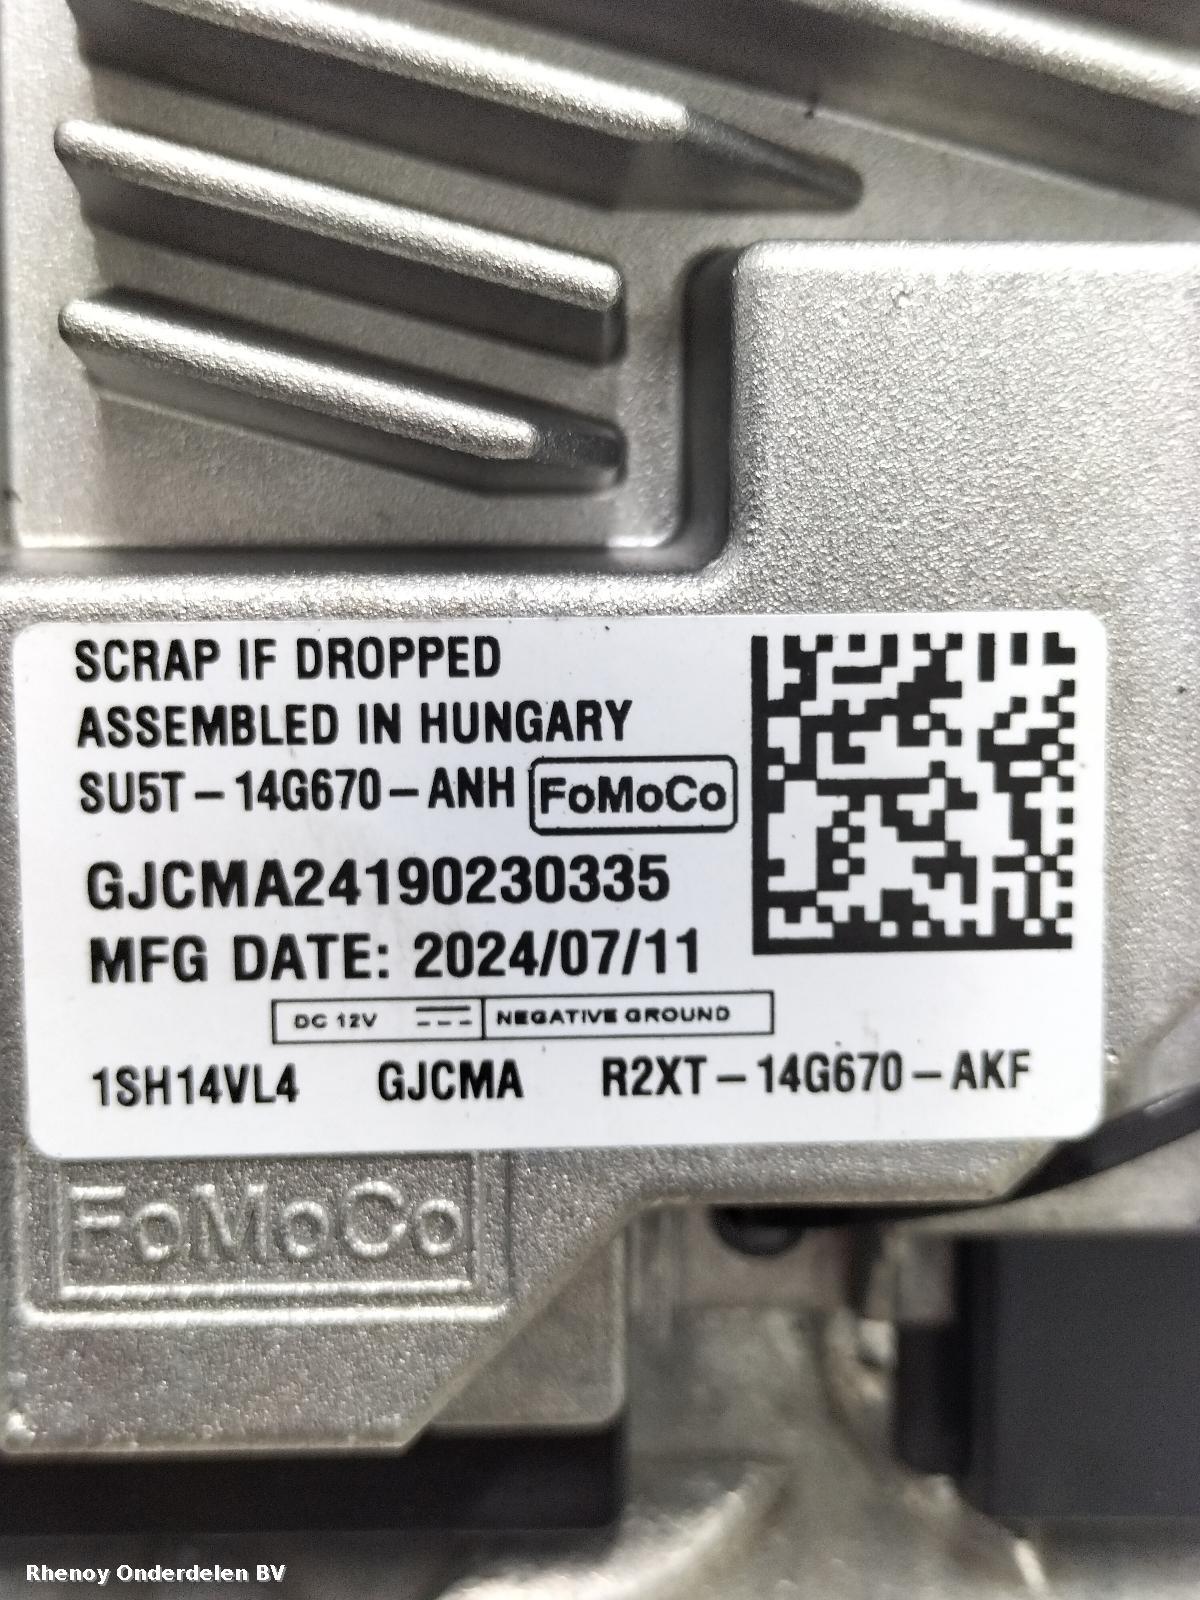 SCRAP IF DROPPED
ASSEMBLED IN HUNGARY
SU5T-14G670-ANH FoMoCo
GJCMA24190230335
MFG DATE: 2024/07/11
DC 12V NEGATIVE GROUND
1SH14VL4 GJCMA R2XT-14G670-AKF
FoMoCo
Rhenoy Onderdelen BV